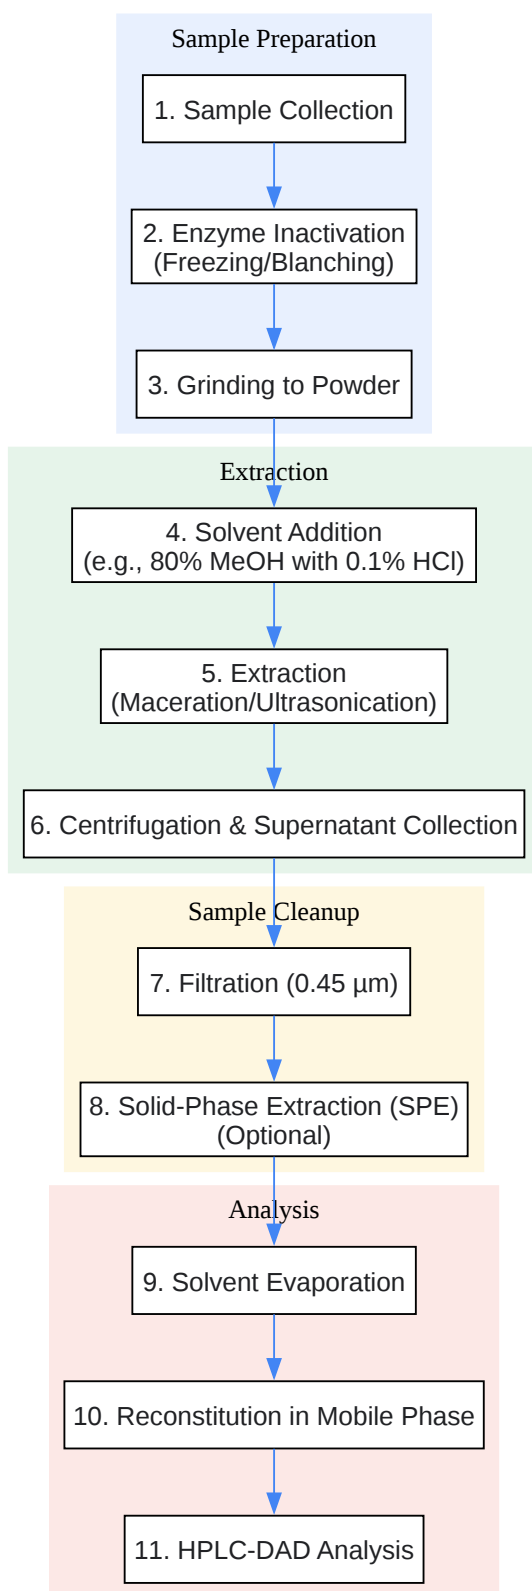 Sample Preparation
1. Sample Collection
2. Enzyme Inactivation
(Freezing/Blanching)
3. Grinding to Powder
Extraction
4. Solvent Addition
(e.g., 80% MeOH with 0.1% HCl)
5. Extraction
(Maceration/Ultrasonication)
6. Centrifugation & Supernatant Collection
Sample Cleanup
7. Filtration (0.45 µm)
8. Solid-Phase Extraction (SPE)
(Optional)
Analysis
9. Solvent Evaporation
10. Reconstitution in Mobile Phase
11. HPLC-DAD Analysis